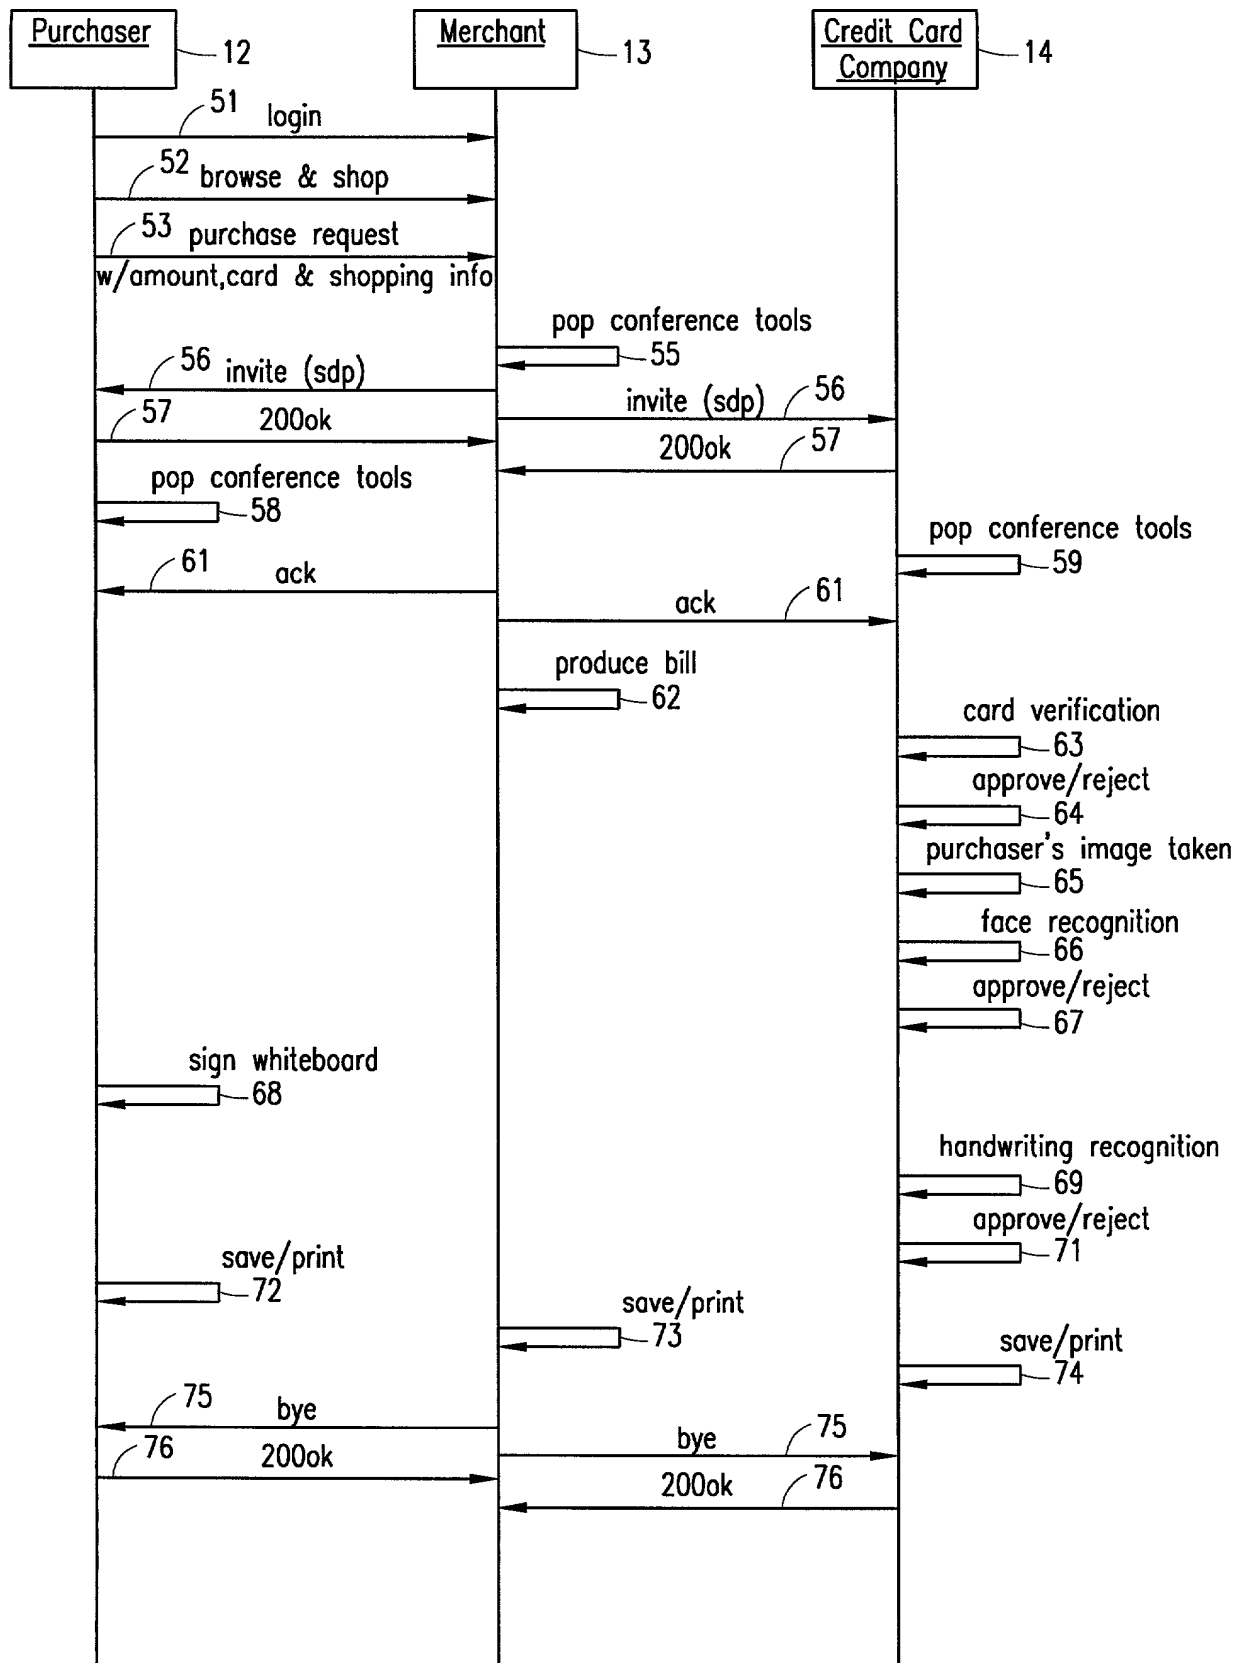 Purchaser
12
Merchant
13
Credit Card
Company
14
51
login
52
browse & shop
53
purchase request
w/amount,card & shopping info
pop conference tools
55
56
invite (sdp)
invite (sdp)
56
57
200ok
200ok
57
pop conference tools
58
pop conference tools
59
61
ack
ack
61
produce bill
62
card verification
63
approve/reject
64
purchaser's image taken
65
face recognition
66
approve/reject
67
sign whiteboard
68
handwriting recognition
69
approve/reject
71
save/print
72
save/print
73
save/print
74
75
bye
bye
75
76
200ok
200ok
76